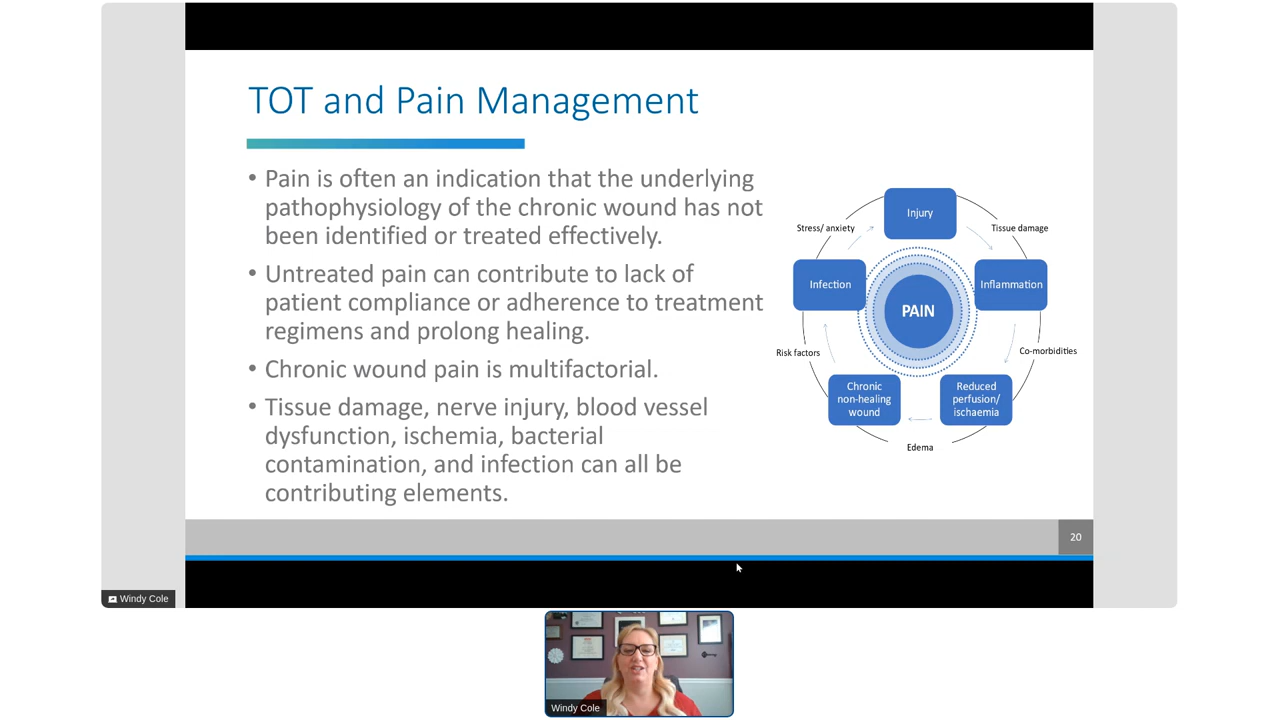 TOT and Pain Management
• Pain is often an indication that the underlying
pathophysiology of the chronic wound has not
been identified or treated effectively.
• Untreated pain can contribute to lack of
patient compliance or adherence to treatment
regimens and prolong healing.
• Chronic wound pain is multifactorial.
• Tissue damage, nerve injury, blood vessel
dysfunction, ischemia, bacterial
contamination, and infection can all be
contributing elements.
Injury
Stress/ anxiety
Tissue damage
Infection
Inflammation
PAIN
Risk factors
Co-morbidities
Chronic
non-healing
wound
Reduced
perfusion/
ischaemia
Edema
20
Windy Cole
Windy Cole